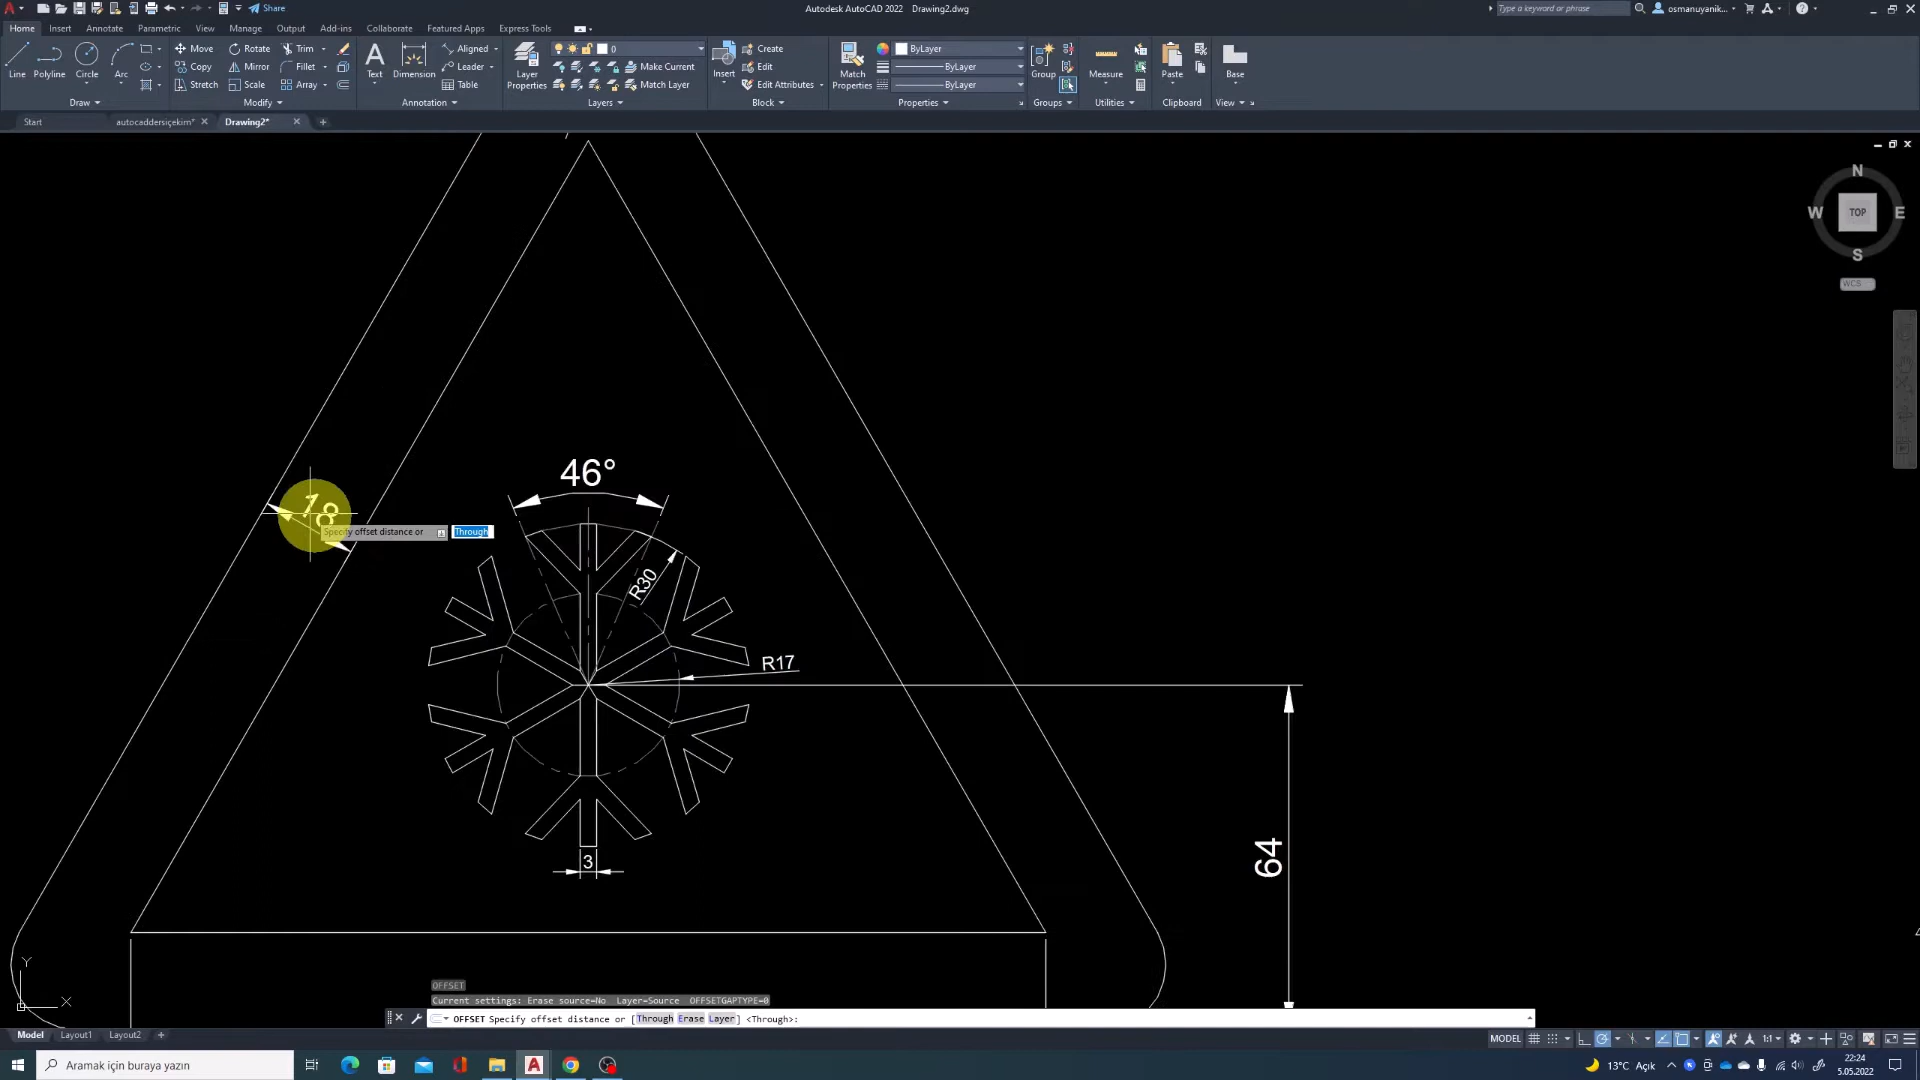 Share
Autodesk AutoCAD 2022 Drawing2.dwg
Type a keyword or phrase
osmanuyanik...
Home Insert Annotate Parametric View Manage Output Add-ins Collaborate Featured Apps Express Tools
Line Polyline Circle Arc
Move Rotate Trim
Copy Mirror Fillet
Stretch Scale Array
Text Dimension
Aligned
Leader
Table
Layer Properties
0
Make Current
Match Layer
Insert
Create
Edit
Edit Attributes
Match Properties
ByLayer
ByLayer
ByLayer
Group
Measure
Paste
Base
Draw Modify Annotation Layers Block Properties Groups Utilities Clipboard View
Start autocaddersiçekim* Drawing2*
N
W TOP E
S
WCS
46°
18
Specify offset distance or Through
R30
R17
64
3
Y
X
OFFSET
Current settings: Erase source=No Layer=Source OFFSETGAPTYPE=0
OFFSET Specify offset distance or [Through Erase Layer] <Through>:
Model Layout1 Layout2
MODEL 1:1
Aramak için buraya yazın
13°C Açık
22:24
5.05.2022